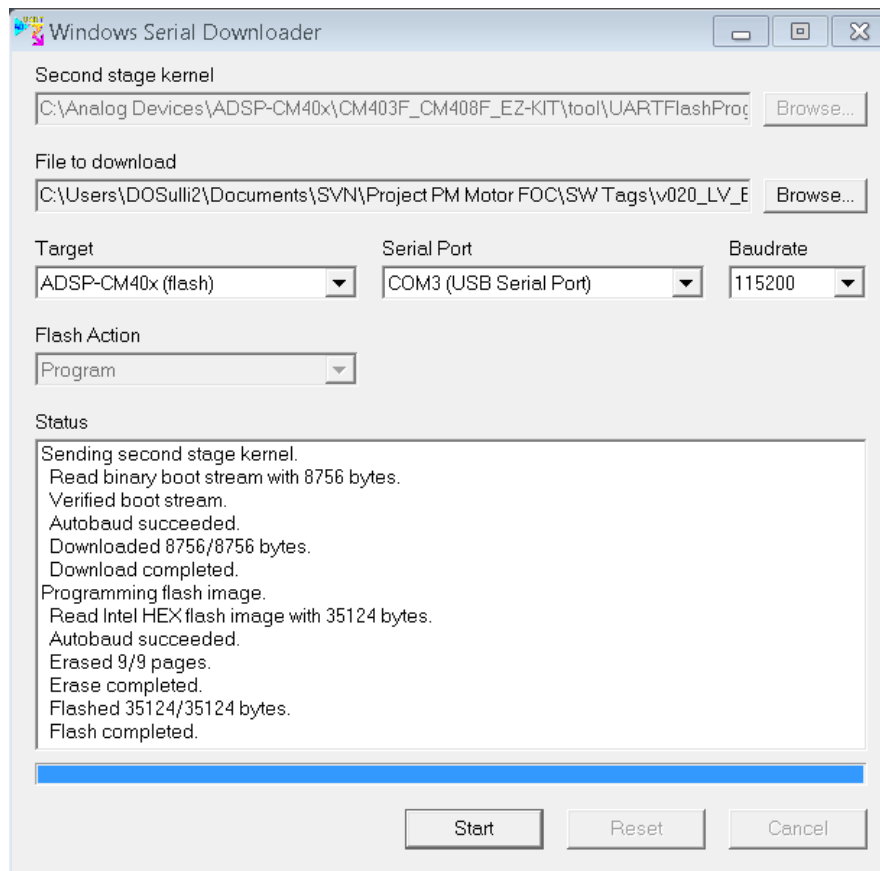 Windows Serial Downloader
Second stage kernel
C:\Analog Devices\ADSP-CM40x\CM403F_CM408F_EZ-KIT\tool\UARTFlashProg
Browse...
File to download
C:\Users\DOSulli2\Documents\SVN\Project PM Motor FOC\SW Tags\v020_LV_E
Browse...
Target Serial Port Baudrate
ADSP-CM40x (flash) COM3 (USB Serial Port) 115200
Flash Action
Program
Status
Sending second stage kernel.
Read binary boot stream with 8756 bytes.
Verified boot stream.
Autobaud succeeded.
Downloaded 8756/8756 bytes.
Download completed.
Programming flash image.
Read Intel HEX flash image with 35124 bytes.
Autobaud succeeded.
Erased 9/9 pages.
Erase completed.
Flashed 35124/35124 bytes.
Flash completed.
Start Reset Cancel